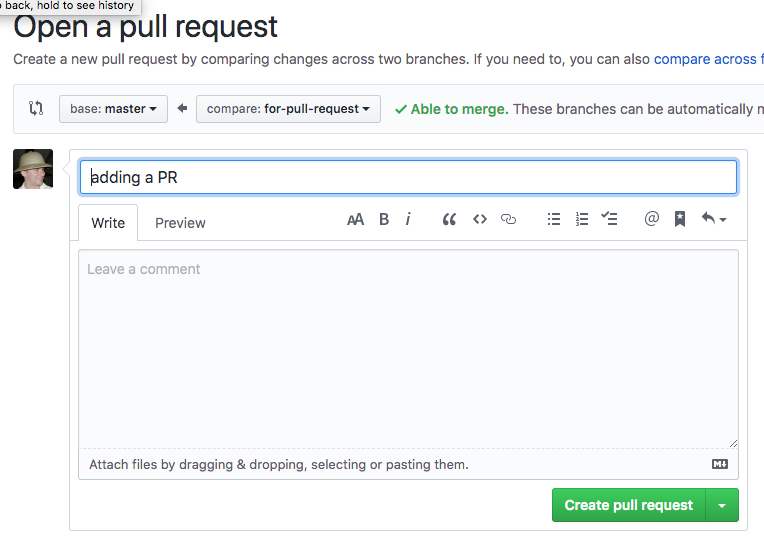 back, hold to see history
Open a pull request
Create a new pull request by comparing changes across two branches. If you need to, you can also compare across
base: master compare: for-pull-request Able to merge. These branches can be automatically
adding a PR
Write Preview AA B i @
Leave a comment
Attach files by dragging & dropping, selecting or pasting them.
Create pull request